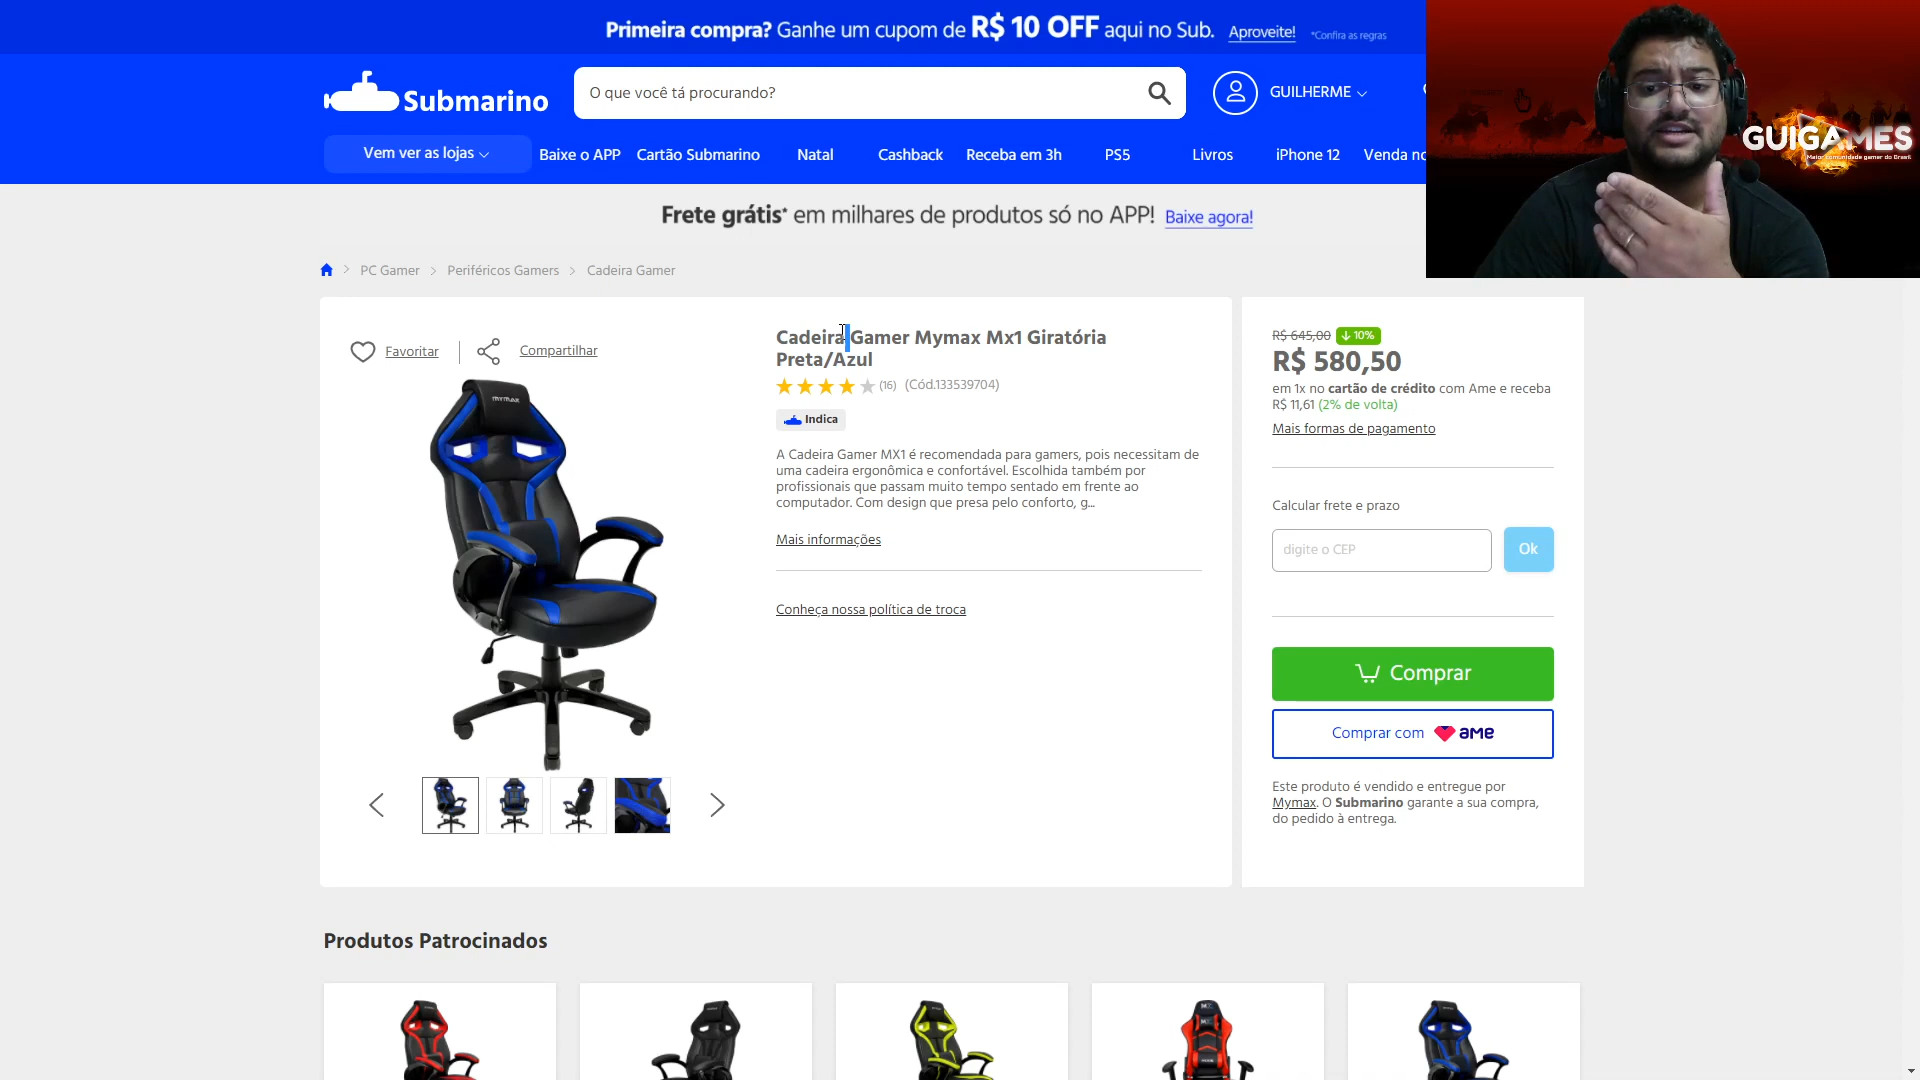 Primeira compra? Ganhe um cupom de R$ 10 OFF aqui no Sub. Aproveite! *Confira as regras
Submarino
O que você tá procurando?
GUILHERME
Vem ver as lojas
Baixe o APP
Cartão Submarino
Natal
Cashback
Receba em 3h
PS5
Livros
iPhone 12
Venda no
GUIGAMES
Maior comunidade gamer do Brasil
Frete grátis* em milhares de produtos só no APP! Baixe agora!
PC Gamer
Periféricos Gamers
Cadeira Gamer
Favoritar
Compartilhar
MYMAX
Cadeira Gamer Mymax Mx1 Giratória
Preta/Azul
(16) (Cód.133539704)
Indica
A Cadeira Gamer MX1 é recomendada para gamers, pois necessitam de
uma cadeira ergonômica e confortável. Escolhida também por
profissionais que passam muito tempo sentado em frente ao
computador. Com design que presa pelo conforto, g...
Mais informações
Conheça nossa política de troca
R$ 645,00 10%
R$ 580,50
em 1x no cartão de crédito com Ame e receba
R$ 11,61 (2% de volta)
Mais formas de pagamento
Calcular frete e prazo
digite o CEP
Ok
Comprar
Comprar com ame
Este produto é vendido e entregue por
Mymax. O Submarino garante a sua compra,
do pedido à entrega.
Produtos Patrocinados